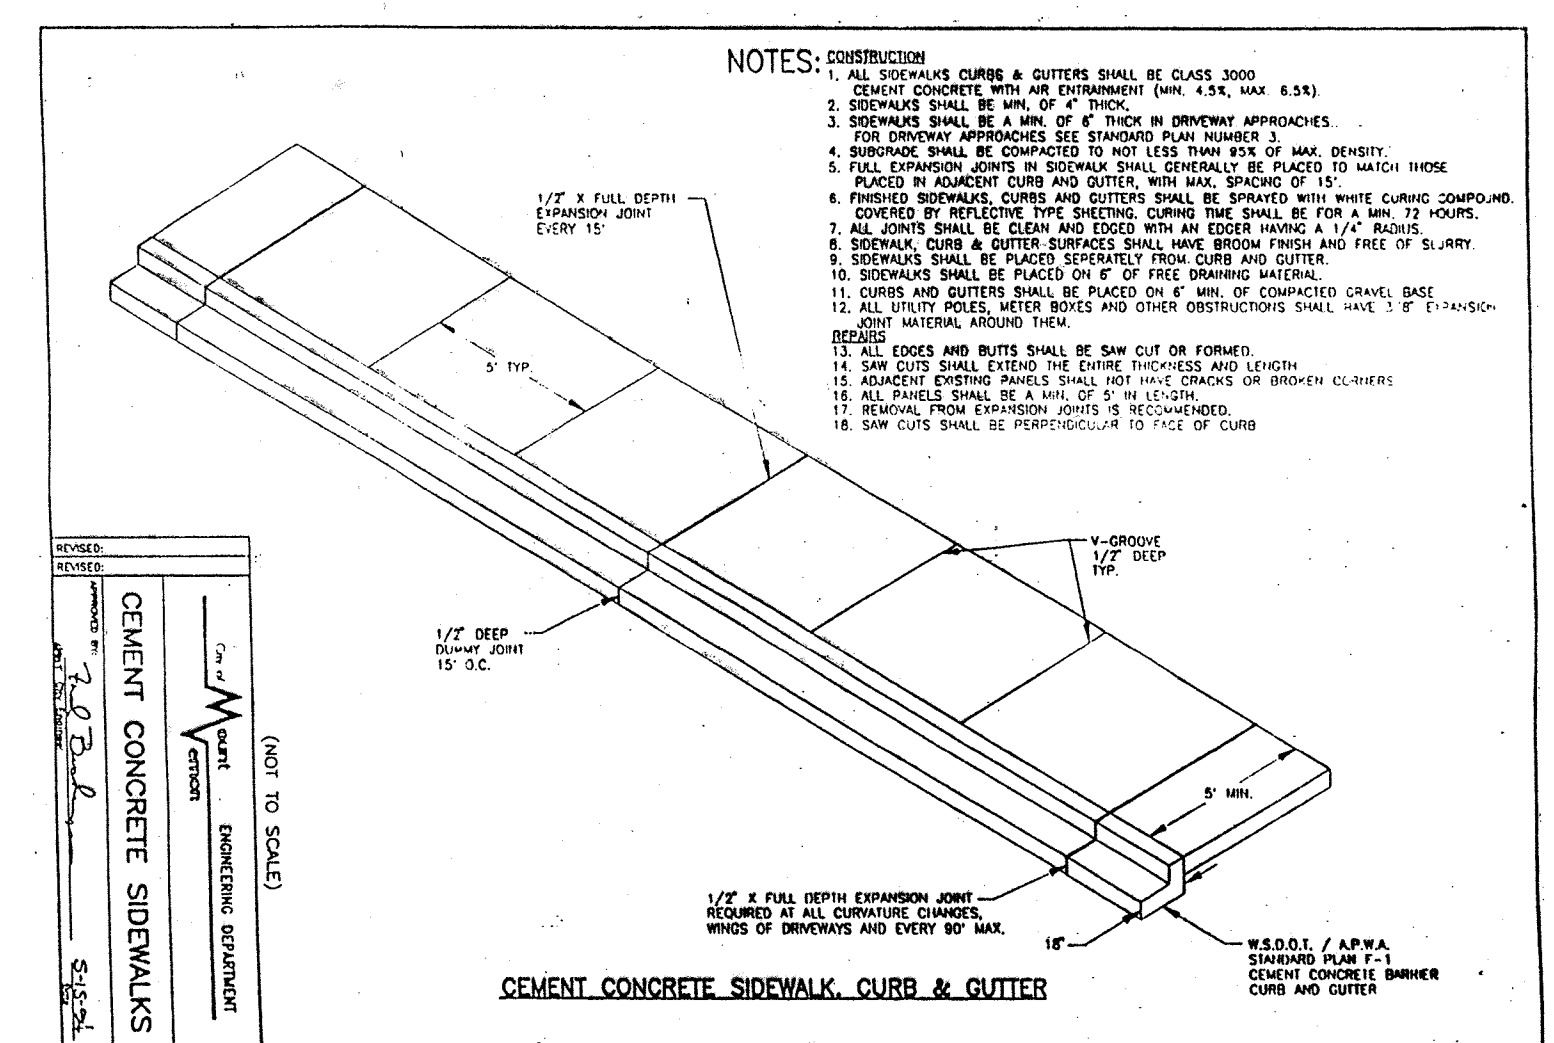 NOTES: CONSTRUCTION
1. ALL SIDEWALKS CURBS & GUTTERS SHALL BE CLASS 3000
CEMENT CONCRETE WITH AIR ENTRAINMENT (MIN. 4.5%, MAX. 6.5%).
2. SIDEWALKS SHALL BE MIN. OF 4" THICK.
3. SIDEWALKS SHALL BE A MIN. OF 6" THICK IN DRIVEWAY APPROACHES.
FOR DRIVEWAY APPROACHES SEE STANDARD PLAN NUMBER 3.
4. SUBGRADE SHALL BE COMPACTED TO NOT LESS THAN 95% OF MAX. DENSITY.
5. FULL EXPANSION JOINTS IN SIDEWALK SHALL GENERALLY BE PLACED TO MATCH THOSE
PLACED IN ADJACENT CURB AND GUTTER, WITH MAX. SPACING OF 15'.
6. FINISHED SIDEWALKS, CURBS AND GUTTERS SHALL BE SPRAYED WITH WHITE CURING COMPOUND.
COVERED BY REFLECTIVE TYPE SHEETING. CURING TIME SHALL BE FOR A MIN. 72 HOURS.
7. ALL JOINTS SHALL BE CLEAN AND EDGED WITH AN EDGER HAVING A 1/4" RADIUS.
8. SIDEWALK, CURB & GUTTER SURFACES SHALL HAVE BROOM FINISH AND FREE OF SLURRY.
9. SIDEWALKS SHALL BE PLACED SEPERATELY FROM CURB AND GUTTER.
10. SIDEWALKS SHALL BE PLACED ON 6" OF FREE DRAINING MATERIAL.
11. CURBS AND GUTTERS SHALL BE PLACED ON 6" MIN. OF COMPACTED GRAVEL BASE
12. ALL UTILITY POLES, METER BOXES AND OTHER OBSTRUCTIONS SHALL HAVE 3/8" EXPANSION
JOINT MATERIAL AROUND THEM.
REPAIRS
13. ALL EDGES AND BUTTS SHALL BE SAW CUT OR FORMED.
14. SAW CUTS SHALL EXTEND THE ENTIRE THICKNESS AND LENGTH
15. ADJACENT EXISTING PANELS SHALL NOT HAVE CRACKS OR BROKEN CORNERS
16. ALL PANELS SHALL BE A MIN. OF 5' IN LENGTH.
17. REMOVAL FROM EXPANSION JOINTS IS RECOMMENDED.
18. SAW CUTS SHALL BE PERPENDICULAR TO FACE OF CURB
1/2" X FULL DEPTH
EXPANSION JOINT
EVERY 15'
5' TYP.
V-GROOVE
1/2" DEEP
TYP.
1/2" DEEP
DUMMY JOINT
15' O.C.
5' MIN.
1/2" X FULL DEPTH EXPANSION JOINT
REQUIRED AT ALL CURVATURE CHANGES,
WINGS OF DRIVEWAYS AND EVERY 90' MAX.
18"
W.S.D.O.T. / A.P.W.A.
STANDARD PLAN F-1
CEMENT CONCRETE BARRIER
CURB AND GUTTER
CEMENT CONCRETE SIDEWALK, CURB & GUTTER
(NOT TO SCALE)
REVISED:
REVISED:
City of
Mount
Vernon
ENGINEERING DEPARTMENT
CEMENT CONCRETE SIDEWALKS
APPROVED BY:
5-15-94